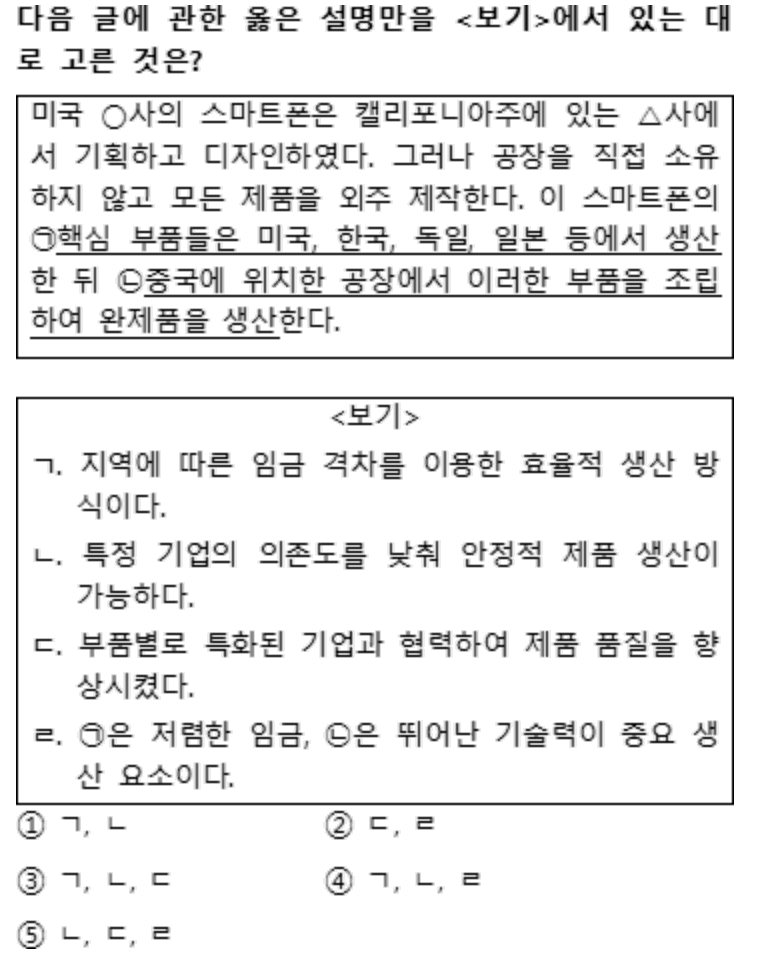 다음 글에 관한 옳은 설명만을 <보기>에서 있는 대
로 고른 것은?
미국 ○사의 스마트폰은 캘리포니아주에 있는 △사에
서 기획하고 디자인하였다. 그러나 공장을 직접 소유
하지 않고 모든 제품을 외주 제작한다. 이 스마트폰의
㉠핵심 부품들은 미국, 한국, 독일, 일본 등에서 생산
한 뒤 ㉡중국에 위치한 공장에서 이러한 부품을 조립
하여 완제품을 생산한다.
<보기>
ㄱ. 지역에 따른 임금 격차를 이용한 효율적 생산 방
식이다.
ㄴ. 특정 기업의 의존도를 낮춰 안정적 제품 생산이
가능하다.
ㄷ. 부품별로 특화된 기업과 협력하여 제품 품질을 향
상시켰다.
ㄹ. ㉠은 저렴한 임금, ㉡은 뛰어난 기술력이 중요 생
산 요소이다.
① ㄱ, ㄴ ② ㄷ, ㄹ
③ ㄱ, ㄴ, ㄷ ④ ㄱ, ㄴ, ㄹ
⑤ ㄴ, ㄷ, ㄹ